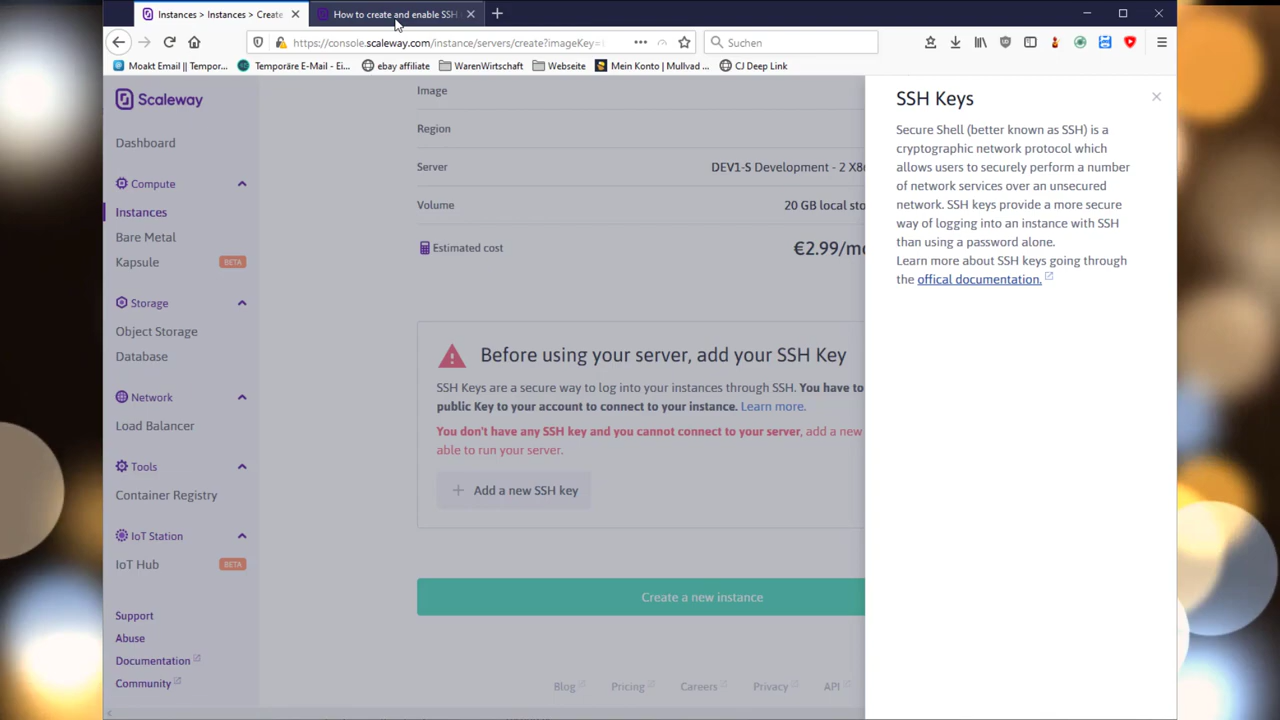 Instances > Instances > Create
How to create and enable SSH
https://console.scaleway.com/instance/servers/create?imageKey=
Suchen
Moakt Email || Tempor...
Temporäre E-Mail - Ei...
ebay affiliate
WarenWirtschaft
Webseite
Mein Konto | Mullvad ...
CJ Deep Link
Scaleway
Dashboard
Compute
Instances
Bare Metal
Kapsule
BETA
Storage
Object Storage
Database
Network
Load Balancer
Tools
Container Registry
IoT Station
IoT Hub
BETA
Support
Abuse
Documentation
Community
Image
Region
Server
DEV1-S Development - 2 X86
Volume
20 GB local sto
Estimated cost
€2.99/mo
Before using your server, add your SSH Key
SSH Keys are a secure way to log into your instances through SSH. You have to
public Key to your account to connect to your instance. Learn more.
You don't have any SSH key and you cannot connect to your server, add a new
able to run your server.
Add a new SSH key
Create a new instance
Blog
Pricing
Careers
Privacy
API
SSH Keys
Secure Shell (better known as SSH) is a
cryptographic network protocol which
allows users to securely perform a number
of network services over an unsecured
network. SSH keys provide a more secure
way of logging into an instance with SSH
than using a password alone.
Learn more about SSH keys going through
the offical documentation.